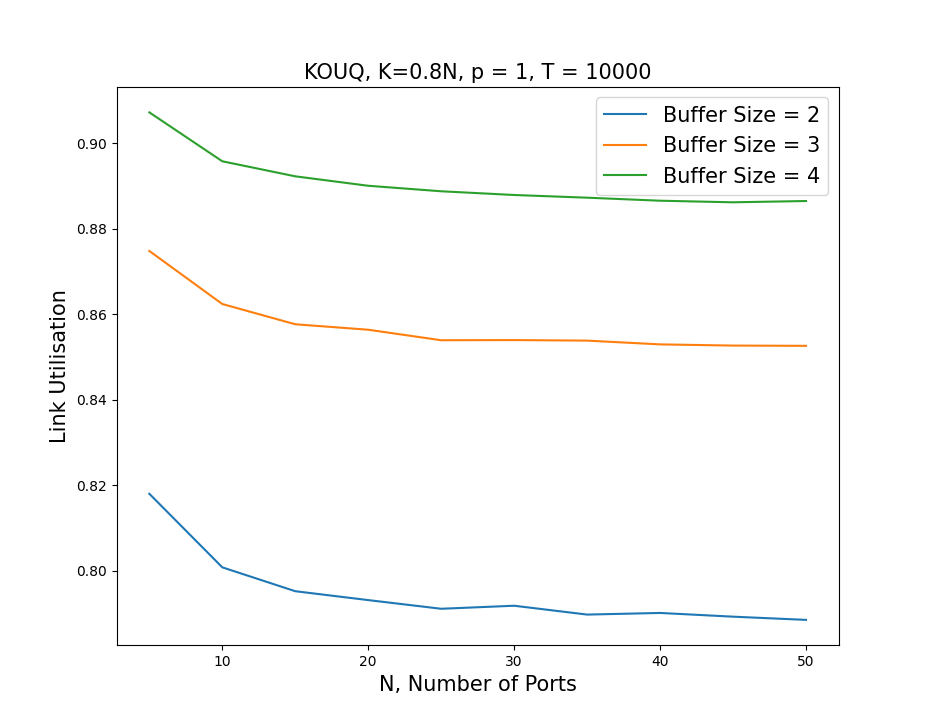 KOUQ, K=0.8N, p = 1, T = 10000
Buffer Size = 2
Buffer Size = 3
Buffer Size = 4
Link Utilisation
0.90
0.88
0.86
0.84
0.82
0.80
10 20 30 40 50
N, Number of Ports